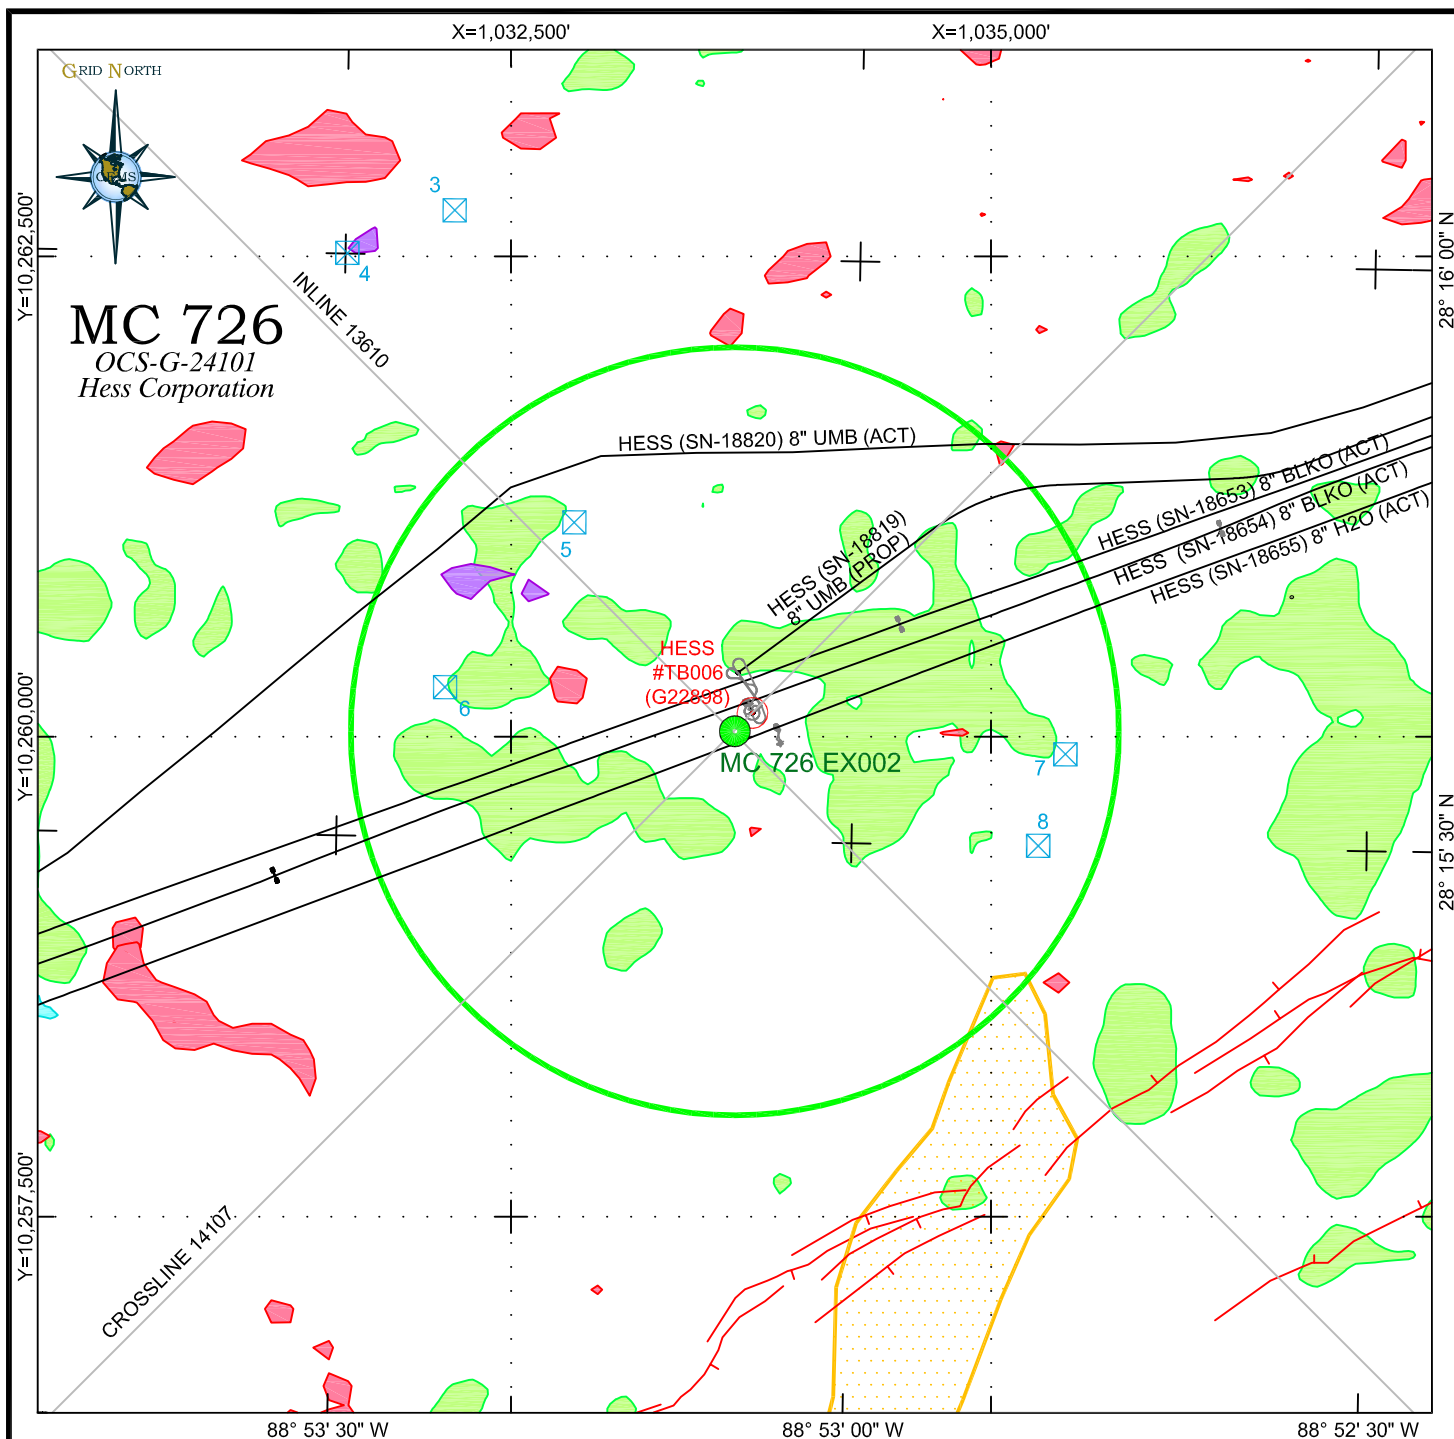 X=1,032,500'
X=1,035,000'
GRID NORTH
GEMS
3
4
Y=10,262,500'
28° 16' 00" N
INLINE 13610
MC 726
OCS-G-24101
Hess Corporation
HESS (SN-18820) 8" UMB (ACT)
HESS (SN-18653) 8" BLKO (ACT)
HESS (SN-18654) 8" BLKO (ACT)
HESS (SN-18655) 8" H2O (ACT)
HESS (SN-18819)
8" UMB (PROP)
5
HESS
#TB006
(G22898)
6
Y=10,260,000'
MC 726 EX002
7
8
28° 15' 30" N
Y=10,257,500'
CROSSLINE 14107
88° 53' 30" W
88° 53' 00" W
88° 52' 30" W